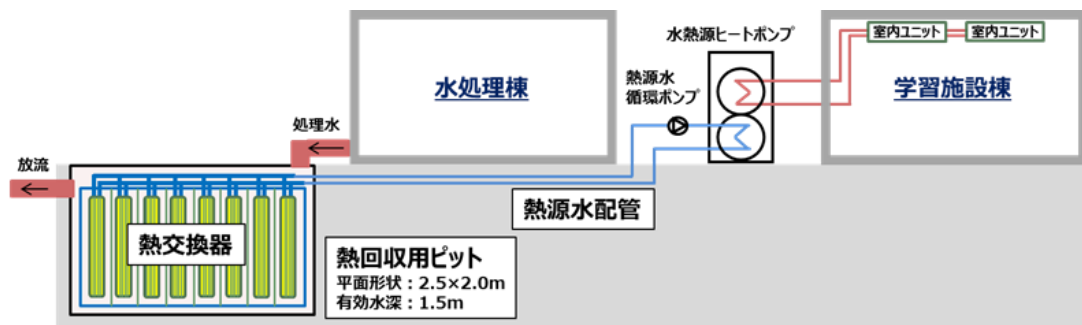 水熱源ヒートポンプ
室内ユニット
室内ユニット
水処理棟
熱源水
循環ポンプ
学習施設棟
処理水
放流
熱源水配管
熱交換器
熱回収用ピット
平面形状：2.5×2.0m
有効水深：1.5m